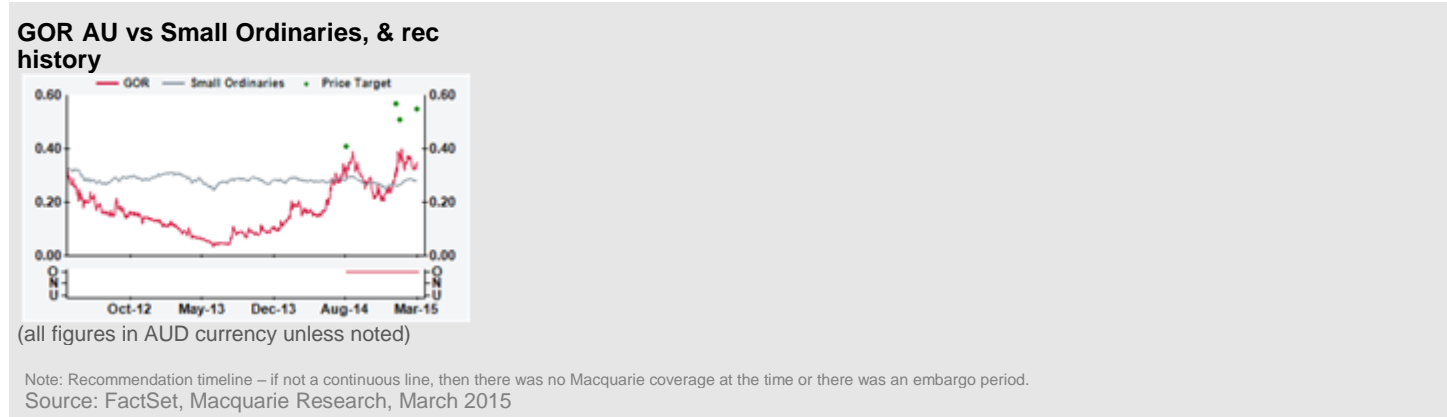 GOR AU vs Small Ordinaries, & rec
history
GOR Small Ordinaries Price Target
0.60 0.60
0.40 0.40
0.20 0.20
0.00 0.00
O O
N N
U U
Oct-12 May-13 Dec-13 Aug-14 Mar-15
(all figures in AUD currency unless noted)
Note: Recommendation timeline – if not a continuous line, then there was no Macquarie coverage at the time or there was an embargo period.
Source: FactSet, Macquarie Research, March 2015